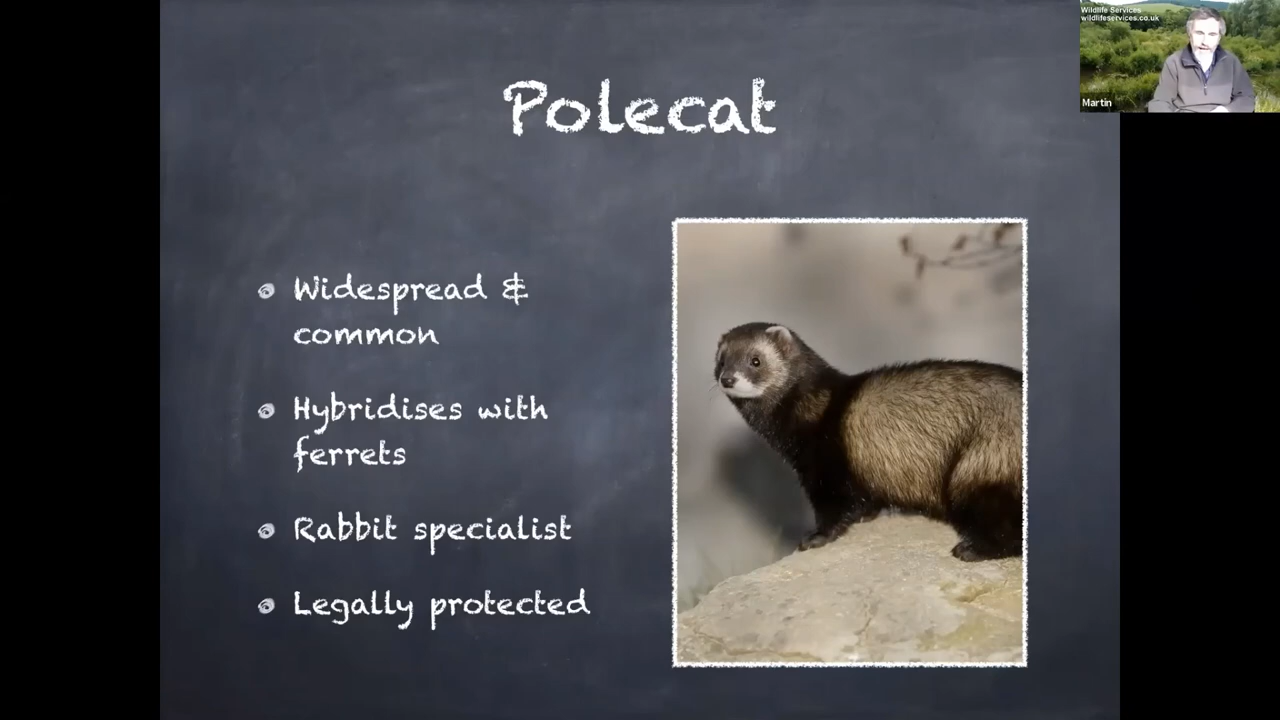 Polecat
Widespread &
common
Hybridises with
ferrets
Rabbit specialist
Legally protected
Wildlife Services
wildlifeservices.co.uk
Martin